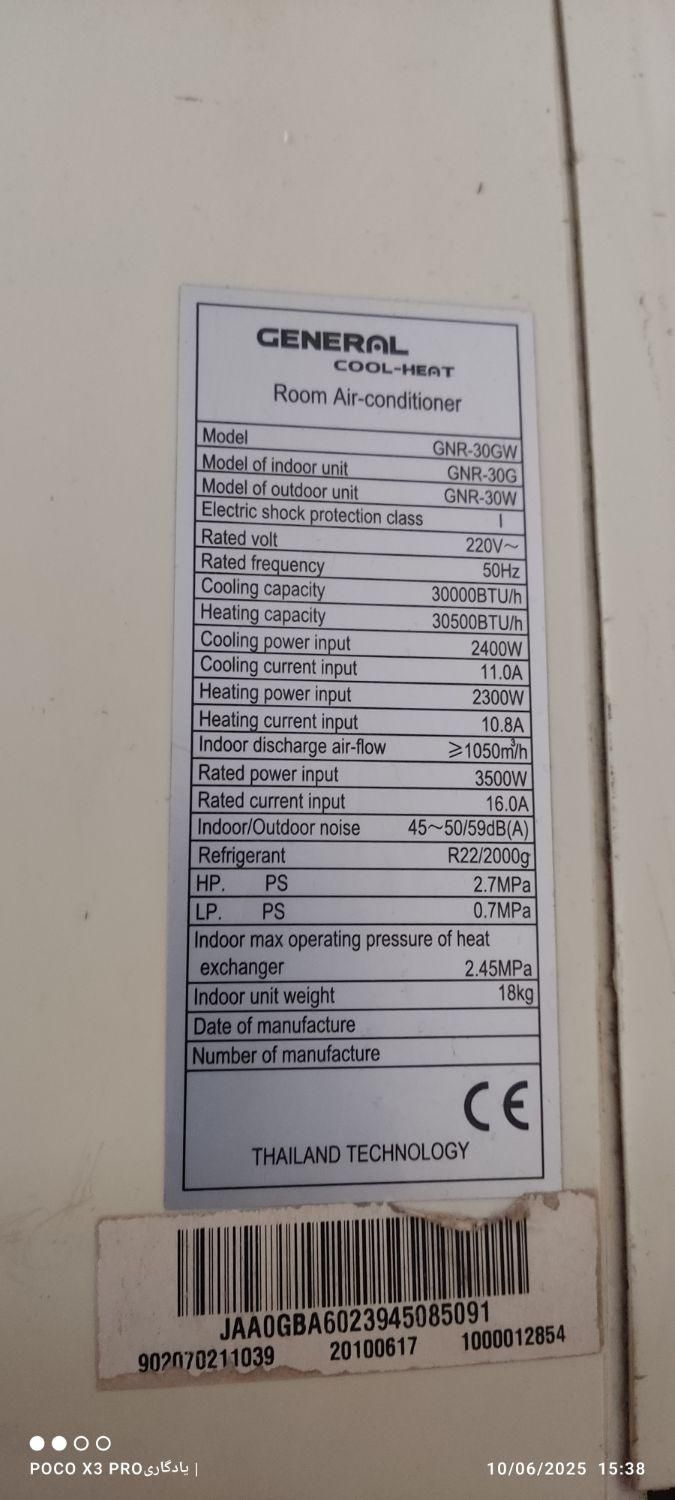 GENERAL
COOL-HEAT
Room Air-conditioner
Model GNR-30GW
Model of indoor unit GNR-30G
Model of outdoor unit GNR-30W
Electric shock protection class I
Rated volt 220V~
Rated frequency 50Hz
Cooling capacity 30000BTU/h
Heating capacity 30500BTU/h
Cooling power input 2400W
Cooling current input 11.0A
Heating power input 2300W
Heating current input 10.8A
Indoor discharge air-flow ≥1050m³/h
Rated power input 3500W
Rated current input 16.0A
Indoor/Outdoor noise 45~50/59dB(A)
Refrigerant R22/2000g
HP. PS 2.7MPa
LP. PS 0.7MPa
Indoor max operating pressure of heat
exchanger 2.45MPa
Indoor unit weight 18kg
Date of manufacture
Number of manufacture
CE
THAILAND TECHNOLOGY
JAA0GBA6023945085091
902070211039 20100617 1000012854
POCO X3 PRO یادگاری | 10/06/2025 15:38